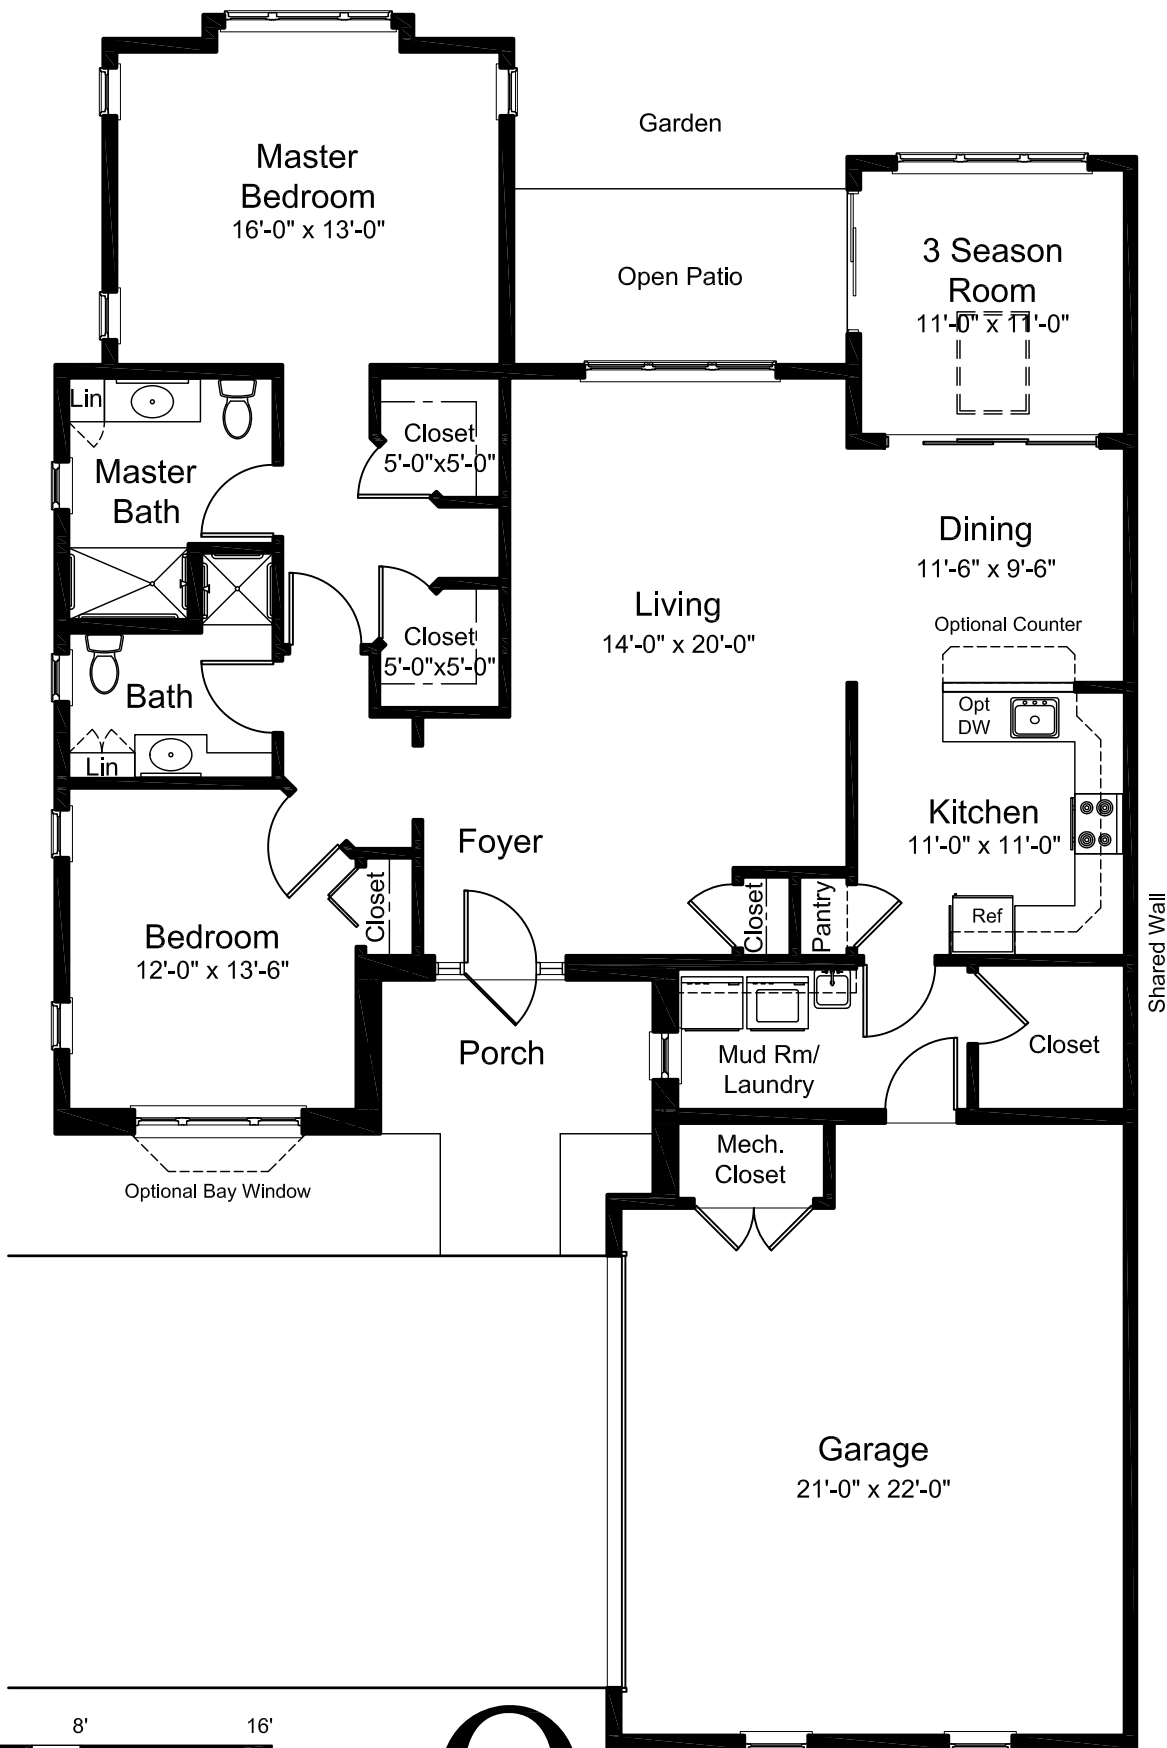 Garden
Master
Bedroom
16'-0" x 13'-0"
Open Patio
3 Season
Room
11'-0" x 11'-0"
Lin
Closet
5'-0"x5'-0"
Master
Bath
Dining
11'-6" x 9'-6"
Living
14'-0" x 20'-0"
Optional Counter
Closet
5'-0"x5'-0"
Bath
Opt
DW
Lin
Foyer
Kitchen
11'-0" x 11'-0"
Closet
Closet
Pantry
Ref
Bedroom
12'-0" x 13'-6"
Shared Wall
Porch
Mud Rm/
Laundry
Closet
Mech.
Closet
Optional Bay Window
Garage
21'-0" x 22'-0"
8'
16'